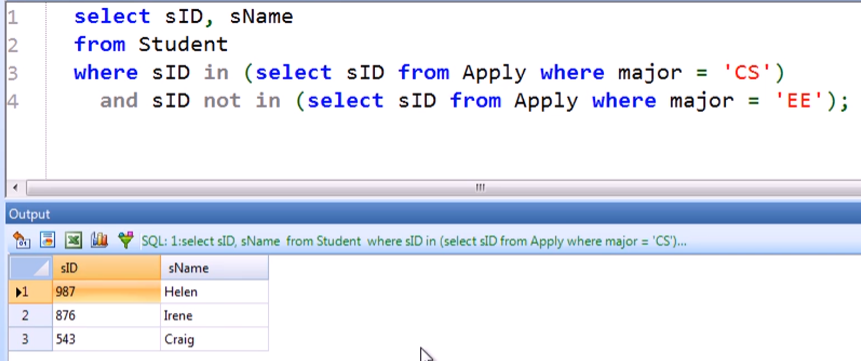 1 select sID, sName
2 from Student
3 where sID in (select sID from Apply where major = 'CS')
4 and sID not in (select sID from Apply where major = 'EE');
Output
SQL: 1:select sID, sName from Student where sID in (select sID from Apply where major = 'CS')...
sID sName
1 987 Helen
2 876 Irene
3 543 Craig